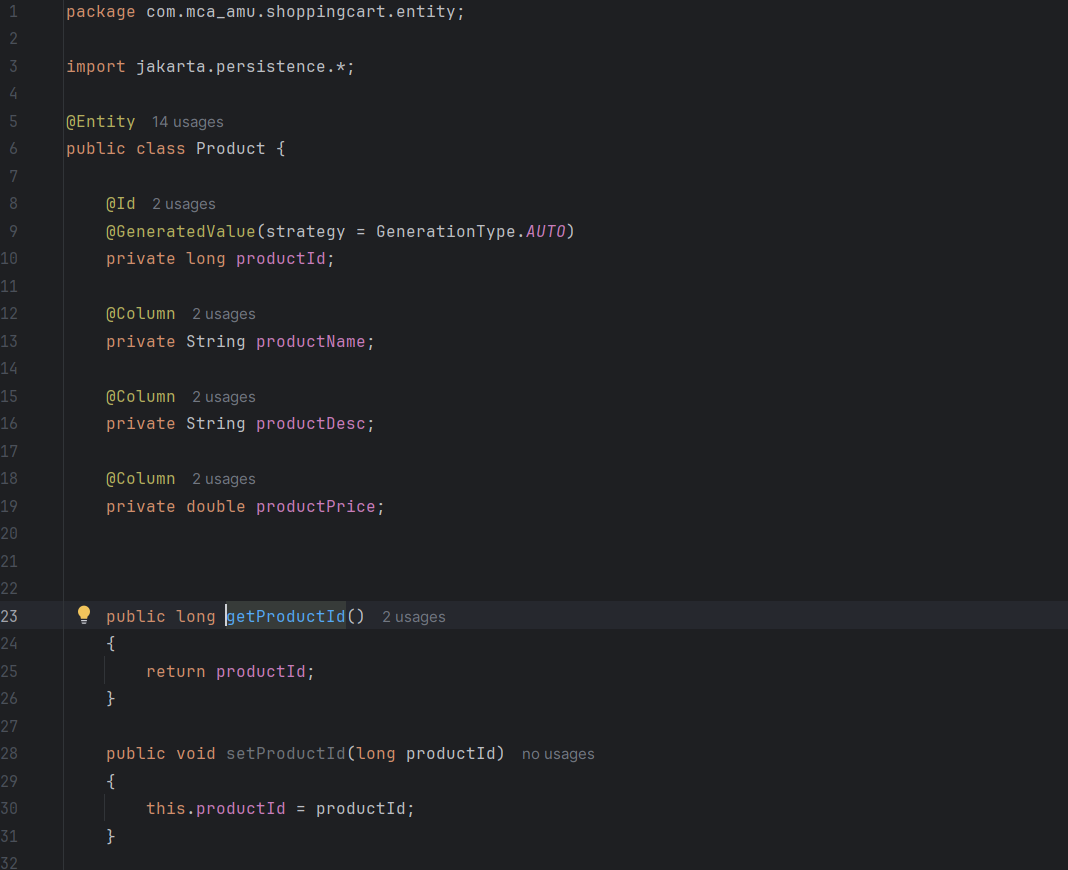 1 package com.mca_amu.shoppingcart.entity;
2
3 import jakarta.persistence.*;
4
5 @Entity 14 usages
6 public class Product {
7
8 @Id 2 usages
9 @GeneratedValue(strategy = GenerationType.AUTO)
10 private long productId;
11
12 @Column 2 usages
13 private String productName;
14
15 @Column 2 usages
16 private String productDesc;
17
18 @Column 2 usages
19 private double productPrice;
20
21
22
23 public long getProductId() 2 usages
24 {
25 return productId;
26 }
27
28 public void setProductId(long productId) no usages
29 {
30 this.productId = productId;
31 }
32